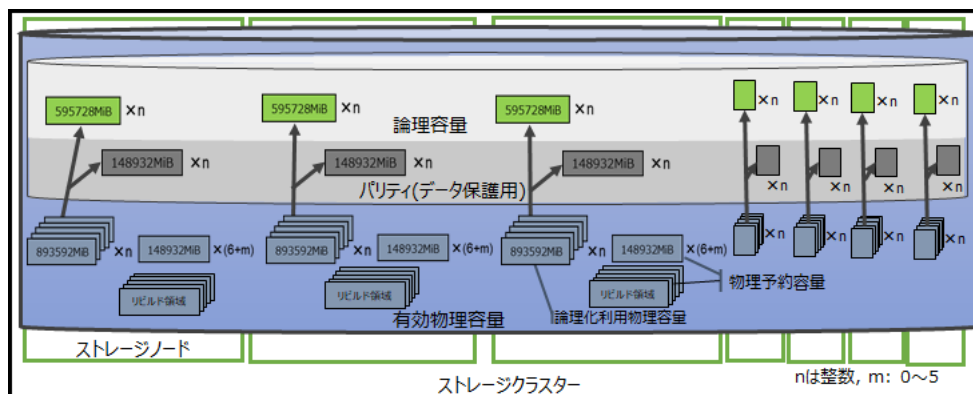 595728MiB ×n
595728MiB ×n
595728MiB ×n
×n ×n ×n ×n
論理容量
148932MiB ×n
148932MiB ×n
148932MiB ×n
×n ×n ×n ×n
パリティ(データ保護用)
893592MiB ×n 148932MiB ×(6+m)
893592MiB ×n 148932MiB ×(6+m)
893592MiB ×n 148932MiB ×(6+m)
×n ×n ×n ×n
物理予約容量
リビルド領域
リビルド領域
リビルド領域
有効物理容量
論理化利用物理容量
ストレージノード
ストレージクラスター
nは整数, m: 0～5